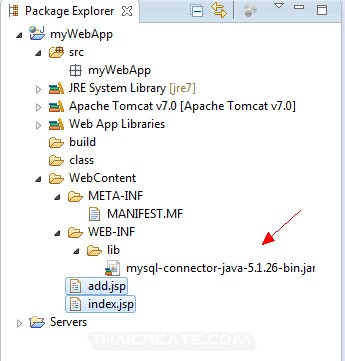 Package Explorer
myWebApp
src
myWebApp
JRE System Library [jre7]
Apache Tomcat v7.0 [Apache Tomcat v7.0]
Web App Libraries
build
class
WebContent
META-INF
MANIFEST.MF
WEB-INF
lib
mysql-connector-java-5.1.26-bin.jar
add.jsp
index.jsp
Servers
THAICREATE.COM